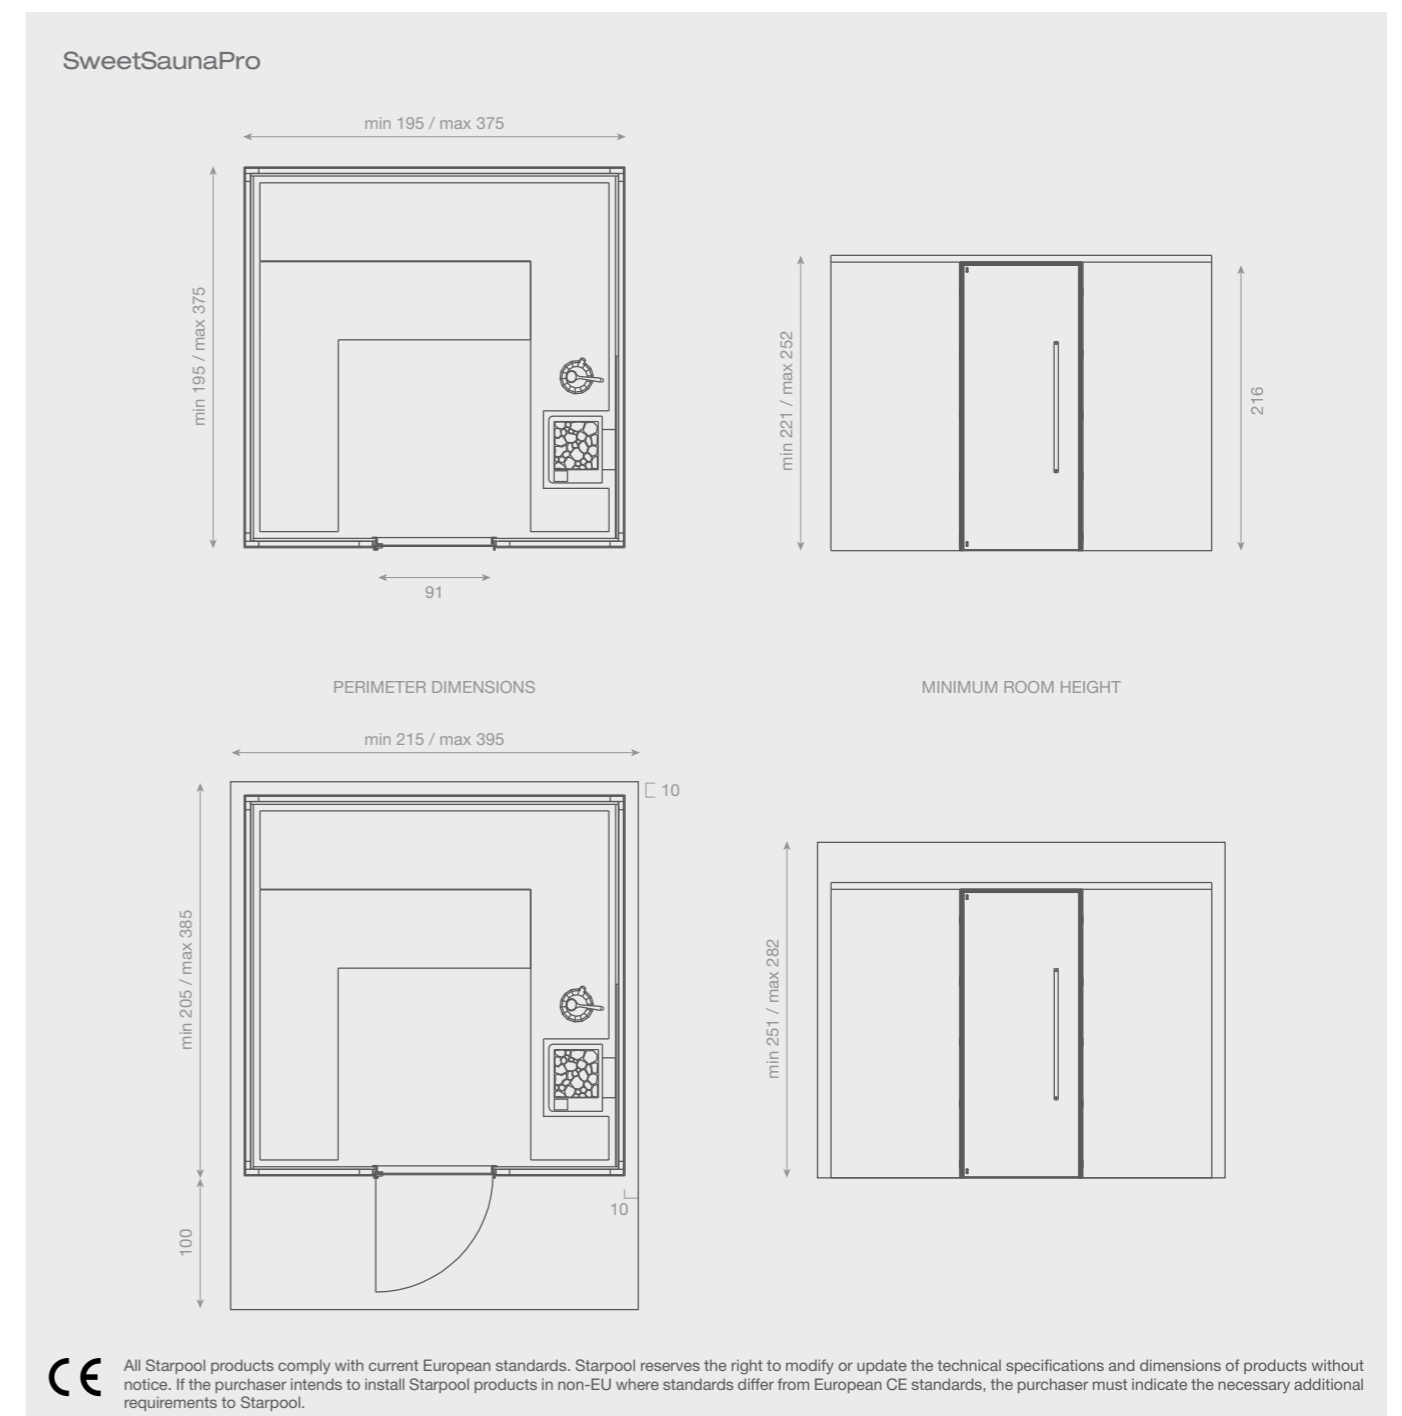 SweetSaunaPro
min 195 / max 375
min 195 / max 375
91
min 221 / max 252
216
PERIMETER DIMENSIONS
MINIMUM ROOM HEIGHT
min 215 / max 395
10
min 205 / max 385
100
10
min 251 / max 282
CE
All Starpool products comply with current European standards. Starpool reserves the right to modify or update the technical specifications and dimensions of products without
notice. If the purchaser intends to install Starpool products in non-EU where standards differ from European CE standards, the purchaser must indicate the necessary additional
requirements to Starpool.